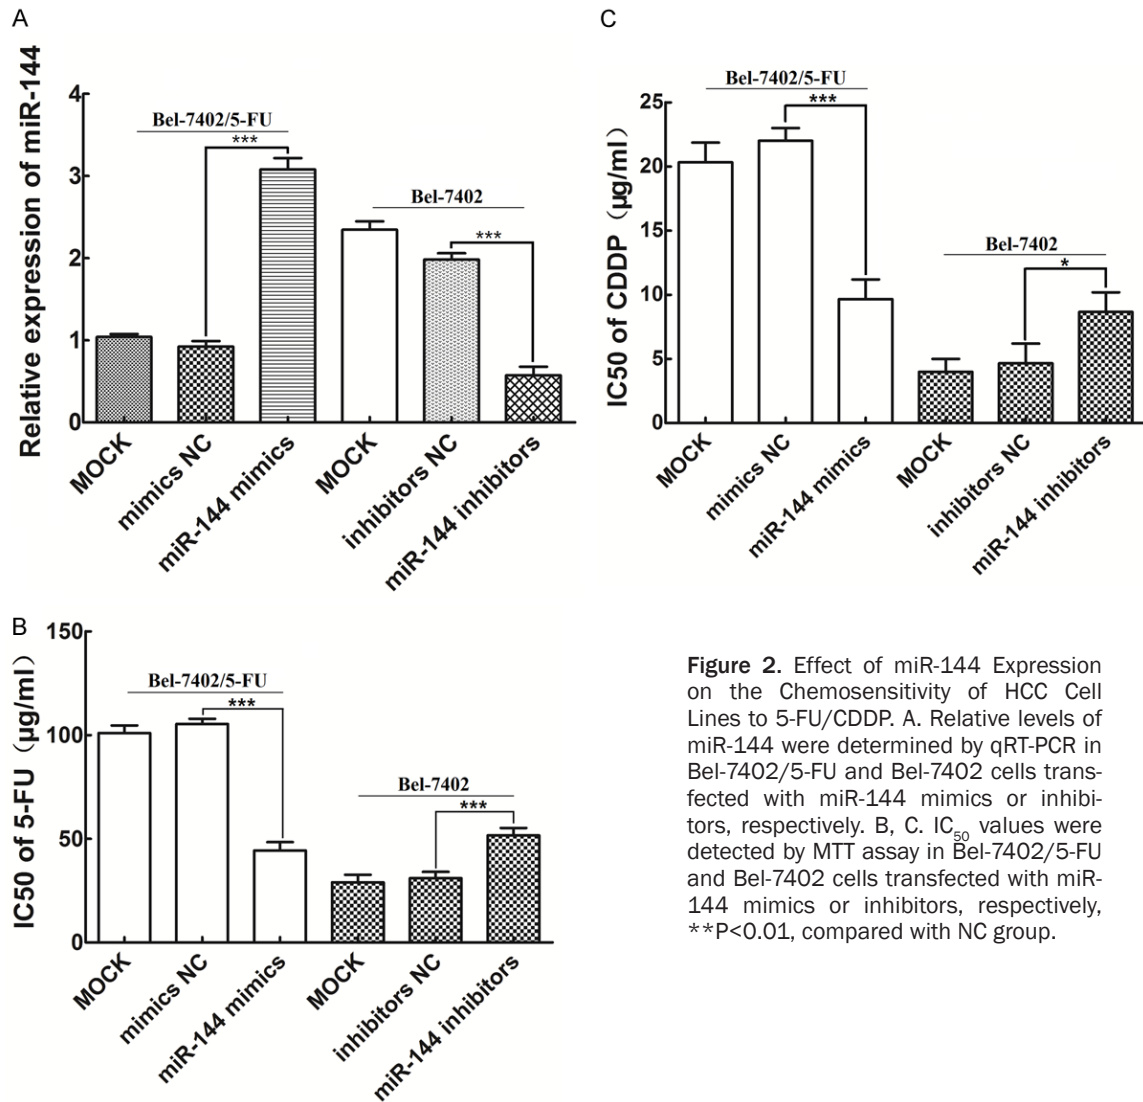 A
Relative expression of miR-144
4
3
2
1
0
Bel-7402/5-FU
***
Bel-7402
***
MOCK
mimics NC
miR-144 mimics
MOCK
inhibitors NC
miR-144 inhibitors
C
IC50 of CDDP（µg/ml）
25
20
15
10
5
0
Bel-7402/5-FU
***
Bel-7402
*
MOCK
mimics NC
miR-144 mimics
MOCK
inhibitors NC
miR-144 inhibitors
B
IC50 of 5-FU（µg/ml）
150
100
50
0
Bel-7402/5-FU
***
Bel-7402
***
MOCK
mimics NC
miR-144 mimics
MOCK
inhibitors NC
miR-144 inhibitors
Figure 2. Effect of miR-144 Expression
on the Chemosensitivity of HCC Cell
Lines to 5-FU/CDDP. A. Relative levels of
miR-144 were determined by qRT-PCR in
Bel-7402/5-FU and Bel-7402 cells trans-
fected with miR-144 mimics or inhibi-
tors, respectively. B, C. IC50 values were
detected by MTT assay in Bel-7402/5-FU
and Bel-7402 cells transfected with miR-
144 mimics or inhibitors, respectively,
**P<0.01, compared with NC group.